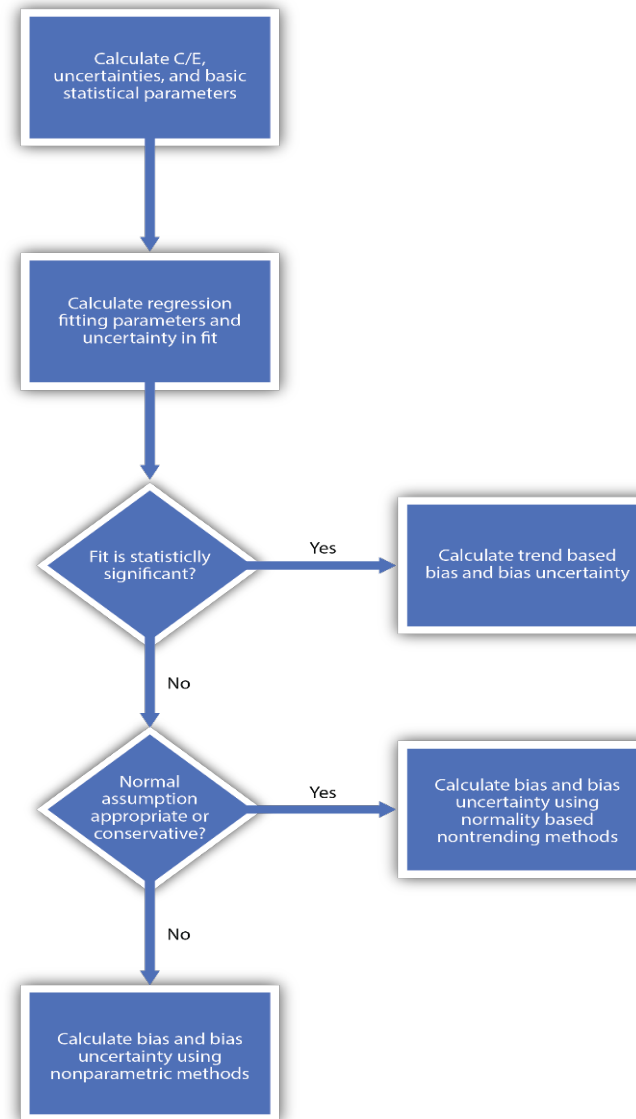 Calculate C/E,
uncertainties, and basic
statistical parameters
Calculate regression
fitting parameters and
uncertainty in fit
Fit is statisticlly
significant?
Yes
Calculate trend based
bias and bias uncertainty
No
Normal
assumption
appropriate or
conservative?
Yes
Calculate bias and bias
uncertainty using
normality based
nontrending methods
No
Calculate bias and bias
uncertainty using
nonparametric methods